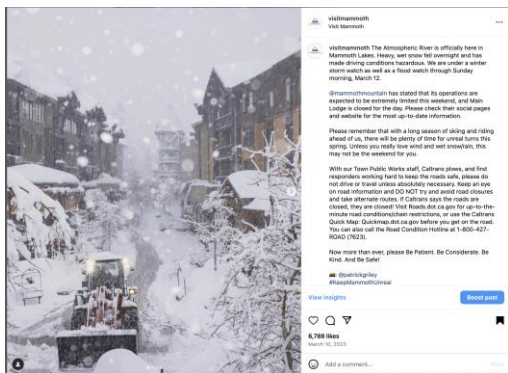 visitmammoth
Visit Mammoth
visitmammoth The Atmospheric River is officially here in
Mammoth Lakes. Heavy, wet snow fell overnight and has
made driving conditions hazardous. We are under a winter
storm watch as well as a flood watch through Sunday
morning, March 12.
@mammothmountain has stated that its operations are
expected to be extremely limited this weekend, and Main
Lodge is closed for the day. Please check their social pages
and website for the most up-to-date information.
Please remember that with a long season of skiing and riding
ahead of us, there will be plenty of time for unreal turns this
spring. Unless you really love wind and wet snow/rain, this
may not be the weekend for you.
With our Town Public Works staff, Caltrans plows, and first
responders working hard to keep the roads safe, please do
not drive or travel unless absolutely necessary. Keep an eye
on road information and DO NOT try and avoid road closures
and take alternate routes. If Caltrans says the roads are
closed, they are closed! Visit Roads.dot.ca.gov for up-to-the-
minute road conditions/chain restrictions, or use the Caltrans
Quick Map: Quickmap.dot.ca.gov before you get on the road.
You can also call the Road Condition Hotline at 1-800-427-
ROAD (7623).
Now more than ever, please Be Patient. Be Considerate. Be
Kind. And Be Safe!
📸: @patrickgriley
#KeepMammothUnreal
View insights
Boost post
6,788 likes
March 10, 2023
Add a comment...
Post